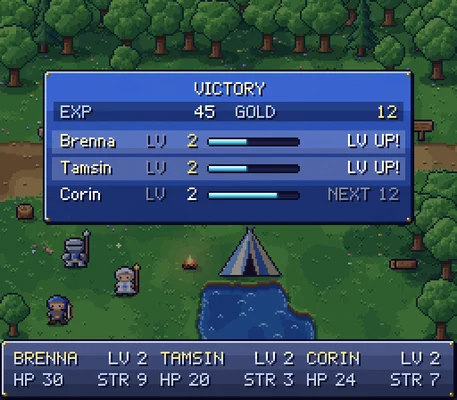 VICTORY
EXP 45 GOLD 12
Brenna LV 2 LV UP!
Tamsin LV 2 LV UP!
Corin LV 2 NEXT 12
BRENNA LV 2 TAMSIN LV 2 CORIN LV 2
HP 30 STR 9 HP 20 STR 3 HP 24 STR 7